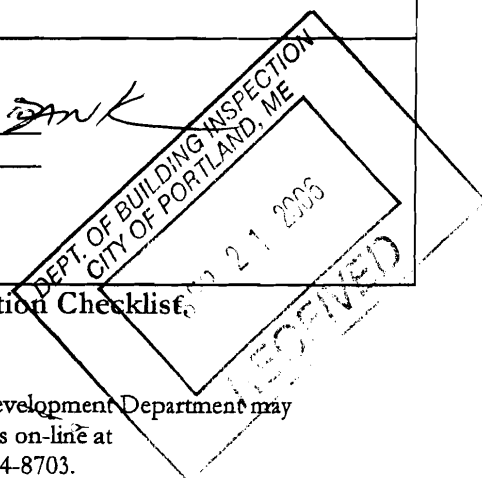 DEPT. OF BUILDING INSPECTION
CITY OF PORTLAND, ME
2 1 2006
RECEIVED
tion Checklist.
evelopment Department may
s on-line at
4-8703.